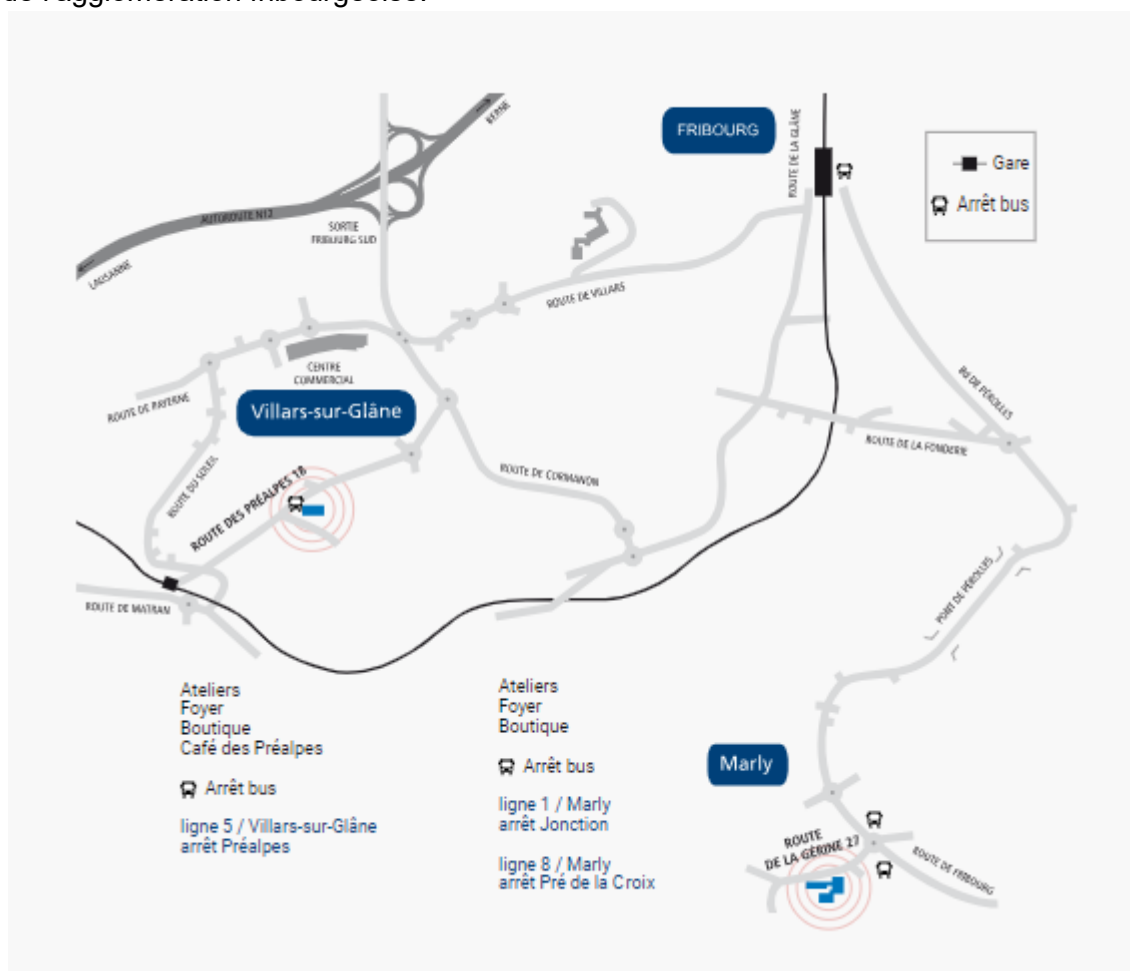 de l'agglomération fribourgeoise.
BERNE
FRIBOURG
ROUTE DE LA GLÂNE
Gare
Arrêt bus
AUTOROUTE N12
SORTIE
FRIBOURG SUD
LAUSANNE
ROUTE DE VILLARS
CENTRE
COMMERCIAL
ROUTE DE PAYERNE
Villars-sur-Glâne
BD DE PÉROLLES
ROUTE DE LA FONDERIE
ROUTE DU SOLEIL
ROUTE DES PRÉALPES 18
ROUTE DE CORMANON
ROUTE DE MATRAN
PONT DE PÉROLLES
Ateliers
Foyer
Boutique
Café des Préalpes
Arrêt bus
ligne 5 / Villars-sur-Glâne
arrêt Préalpes
Ateliers
Foyer
Boutique
Arrêt bus
ligne 1 / Marly
arrêt Jonction
ligne 8 / Marly
arrêt Pré de la Croix
Marly
ROUTE
DE LA GÉRINE 27
ROUTE DE FRIBOURG